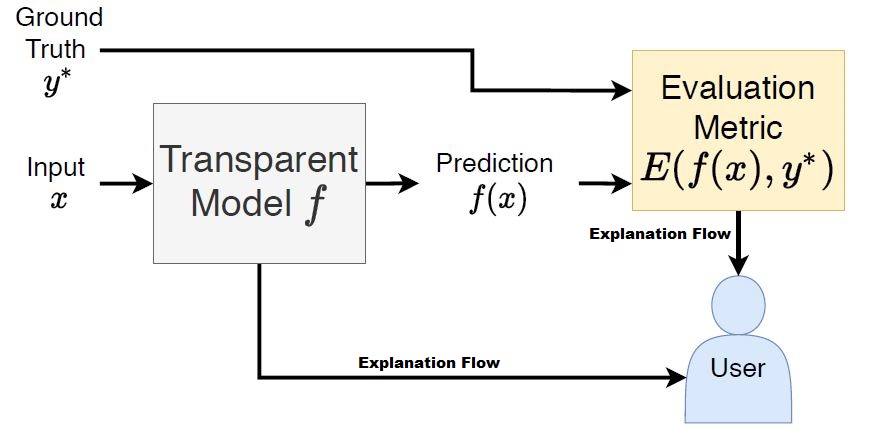 Ground
Truth
y*
Input
x
Transparent
Model f
Prediction
f(x)
Evaluation
Metric
E(f(x), y*)
Explanation Flow
Explanation Flow
User